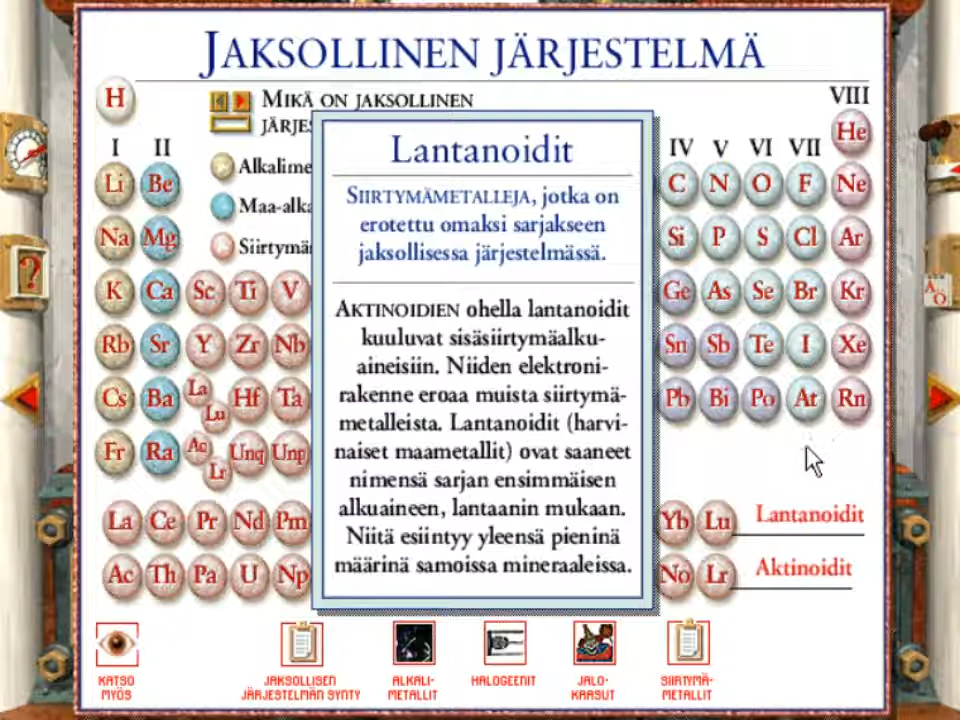 JAKSOLLINEN JÄRJESTELMÄ
H
MIKÄ ON JAKSOLLINEN
VIII
I II
IV V VI VII
He
Li Be
Alkalime
C N O F Ne
Maa-alka
Na Mg
Siirtymä
Si P S Cl Ar
K Ca Sc Ti V
Ge As Se Br Kr
Rb Sr Y Zr Nb
Sn Sb Te I Xe
Cs Ba La Lu Hf Ta
Pb Bi Po At Rn
Fr Ra Ac Lr Unq Unp
Lantanoidit
SIIRTYMÄMETALLEJA, jotka on
erotettu omaksi sarjakseen
jaksollisessa järjestelmässä.
AKTINOIDIEN ohella lantanoidit
kuuluvat sisäsiirtymäalku-
aineisiin. Niiden elektroni-
rakenne eroaa muista siirtymä-
metalleista. Lantanoidit (harvi-
naiset maametallit) ovat saaneet
nimensä sarjan ensimmäisen
alkuaineen, lantaanin mukaan.
Niitä esiintyy yleensä pieninä
määrinä samoissa mineraaleissa.
La Ce Pr Nd Pm
Yb Lu Lantanoidit
Ac Th Pa U Np
No Lr Aktinoidit
KATSO
MYÖS
JAKSOLLISEN
JÄRJESTELMÄN SYNTY
ALKALI-
METALLIT
HALOGEENIT
JALO-
KAASUT
SIIRTYMÄ-
METALLIT